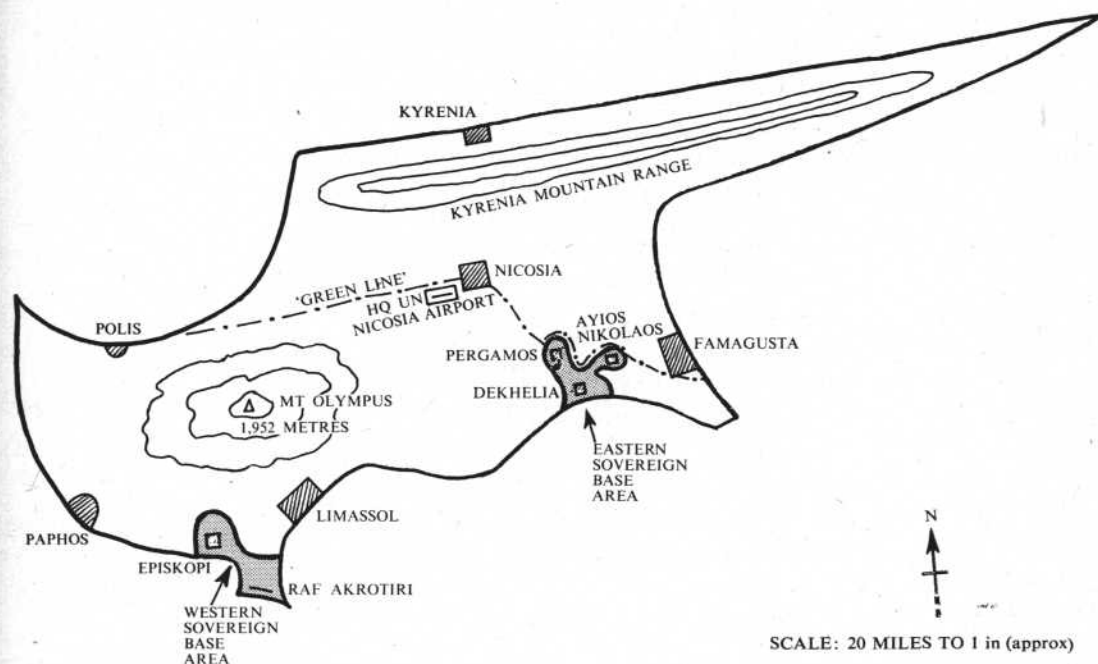 KYRENIA
KYRENIA MOUNTAIN RANGE
NICOSIA
'GREEN LINE'
HQ UN
NICOSIA AIRPORT
POLIS
AYIOS
NIKOLAOS
FAMAGUSTA
PERGAMOS
DEKHELIA
MT OLYMPUS
1,952 METRES
EASTERN
SOVEREIGN
BASE
AREA
LIMASSOL
PAPHOS
EPISKOPI
RAF AKROTIRI
WESTERN
SOVEREIGN
BASE
AREA
N
SCALE: 20 MILES TO 1 in (approx)